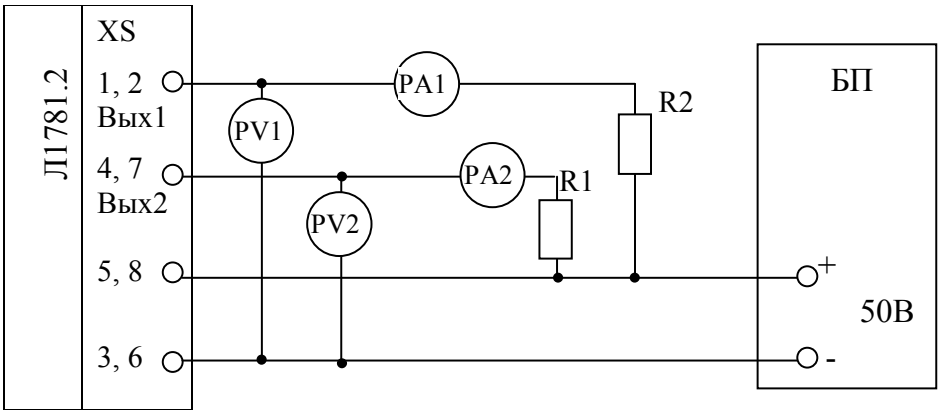 Л1781.2
XS
1, 2
Вых1
4, 7
Вых2
5, 8
3, 6
PA1
PV1
PA2
PV2
R1
R2
БП
+
50В
-